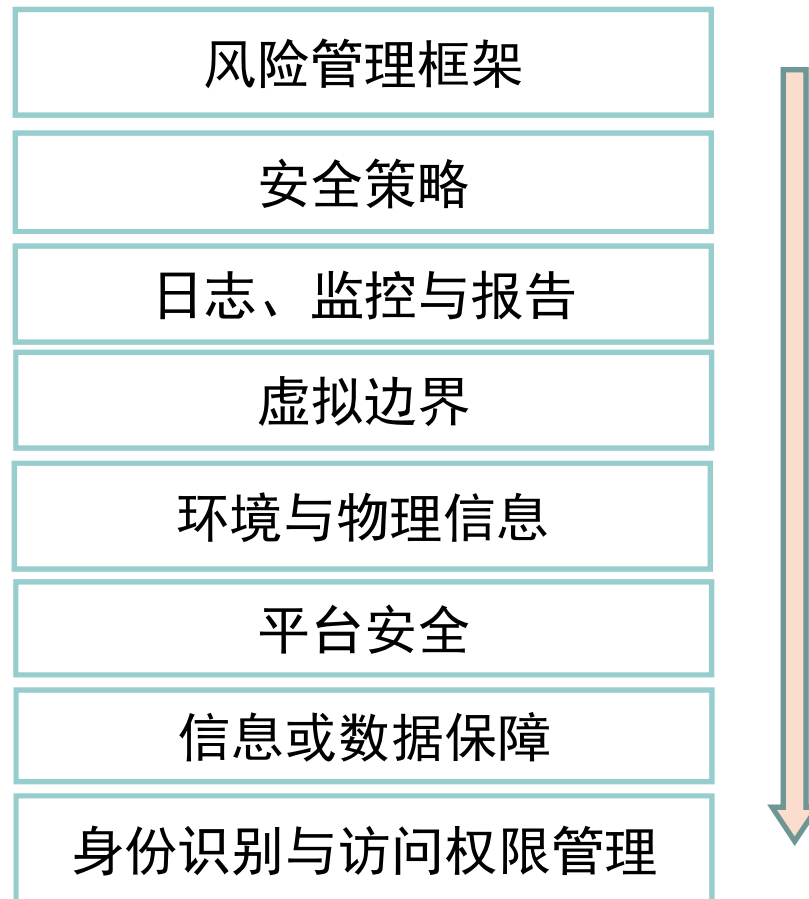 风险管理框架
安全策略
日志、监控与报告
虚拟边界
环境与物理信息
平台安全
信息或数据保障
身份识别与访问权限管理